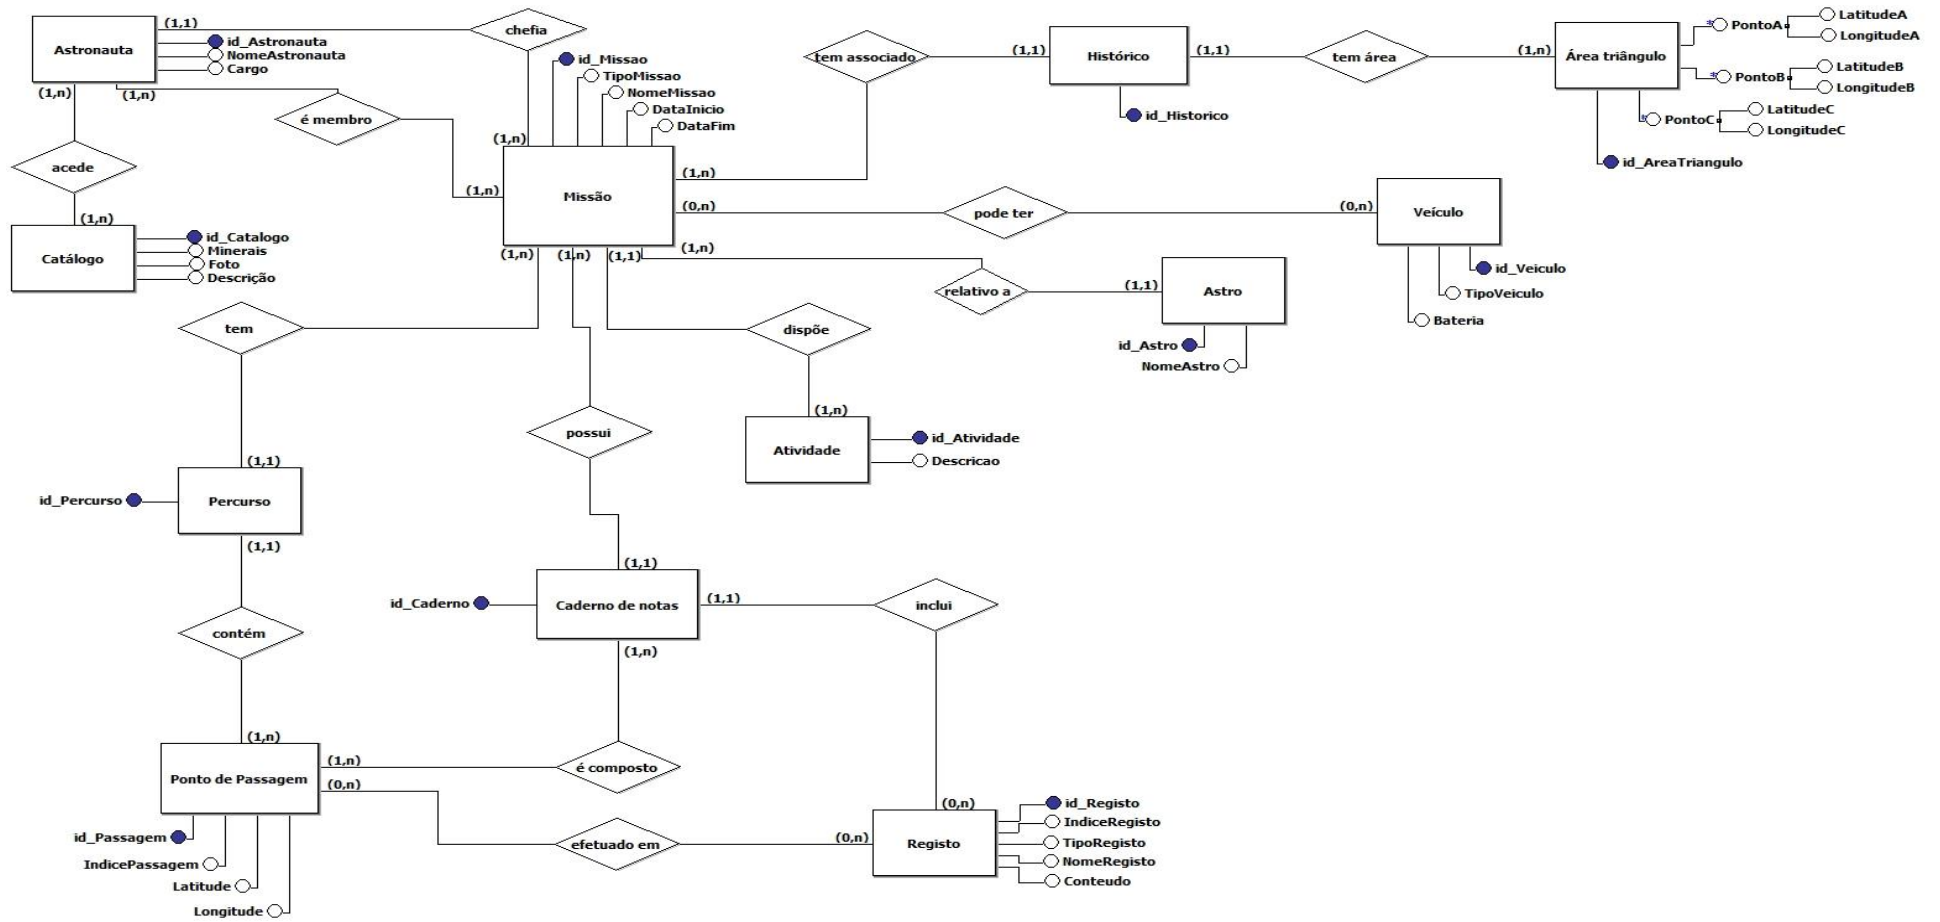 Astronauta
(1,1)
id_Astronauta
NomeAstronauta
Cargo
(1,n)
(1,n)
chefia
(1,n)
é membro
(1,n)
acede
(1,n)
Catálogo
id_Catalogo
Minerais
Foto
Descrição
id_Missao
TipoMissao
NomeMissao
DataInicio
DataFim
Missão
(1,n)
(0,n)
(1,n)
(1,n)
(1,n)
(1,1)
tem associado
(1,1)
Histórico
(1,1)
id_Historico
tem área
(1,n)
Área triângulo
* PontoA
LatitudeA
LongitudeA
* PontoB
LatitudeB
LongitudeB
* PontoC
LatitudeC
LongitudeC
id_AreaTriangulo
pode ter
(0,n)
Veículo
id_Veiculo
TipoVeiculo
Bateria
relativo a
(1,1)
Astro
id_Astro
NomeAstro
tem
(1,1)
id_Percurso
Percurso
(1,1)
dispõe
(1,n)
Atividade
id_Atividade
Descricao
possui
(1,1)
id_Caderno
Caderno de notas
(1,1)
(1,n)
inclui
(0,n)
contém
(1,n)
Ponto de Passagem
(1,n)
(0,n)
é composto
id_Passagem
IndicePassagem
Latitude
Longitude
efetuado em
(0,n)
Registo
id_Registo
IndiceRegisto
TipoRegisto
NomeRegisto
Conteudo